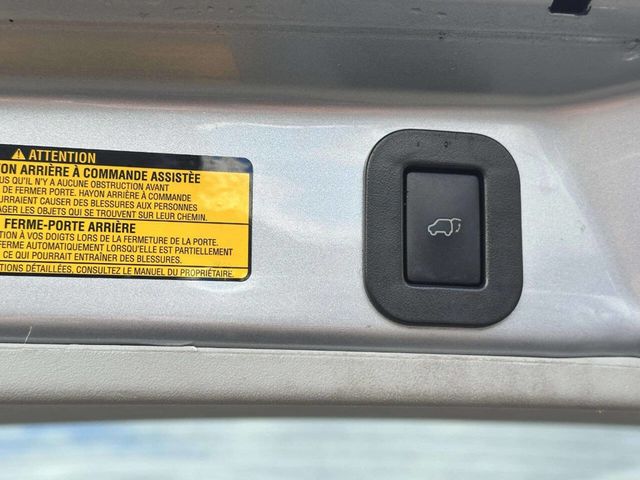 ATTENTION
ON ARRIÈRE À COMMANDE ASSISTÉE
US QU'IL N'Y A AUCUNE OBSTRUCTION AVANT
DE FERMER PORTE. HAYON ARRIÈRE À COMMANDE
URRAIENT CAUSER DES BLESSURES AUX PERSONNES
AGER LES OBJETS QUI SE TROUVENT SUR LEUR CHEMIN.
FERME-PORTE ARRIÈRE
TION À VOS DOIGTS LORS DE LA FERMETURE DE LA PORTE.
FERME AUTOMATIQUEMENT LORSQU'ELLE EST PARTIELLEMENT
CE QUI POURRAIT ENTRAÎNER DES BLESSURES.
TIONS DÉTAILLÉES, CONSULTEZ LE MANUEL DU PROPRIÉTAIRE.